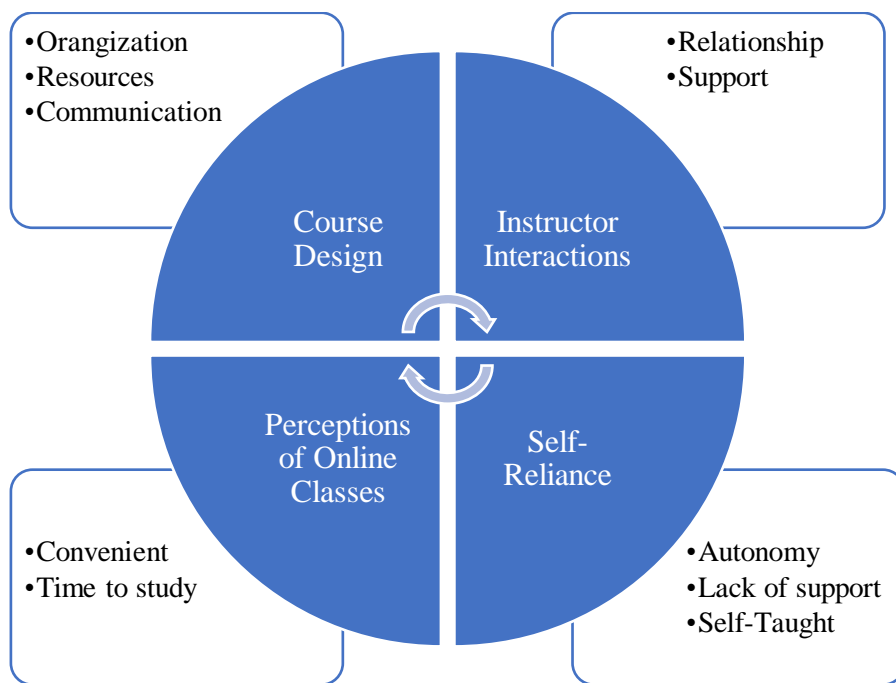 •Orangization
•Resources
•Communication
•Relationship
•Support
Course
Design
Instructor
Interactions
Perceptions
of Online
Classes
Self-
Reliance
•Convenient
•Time to study
•Autonomy
•Lack of support
•Self-Taught